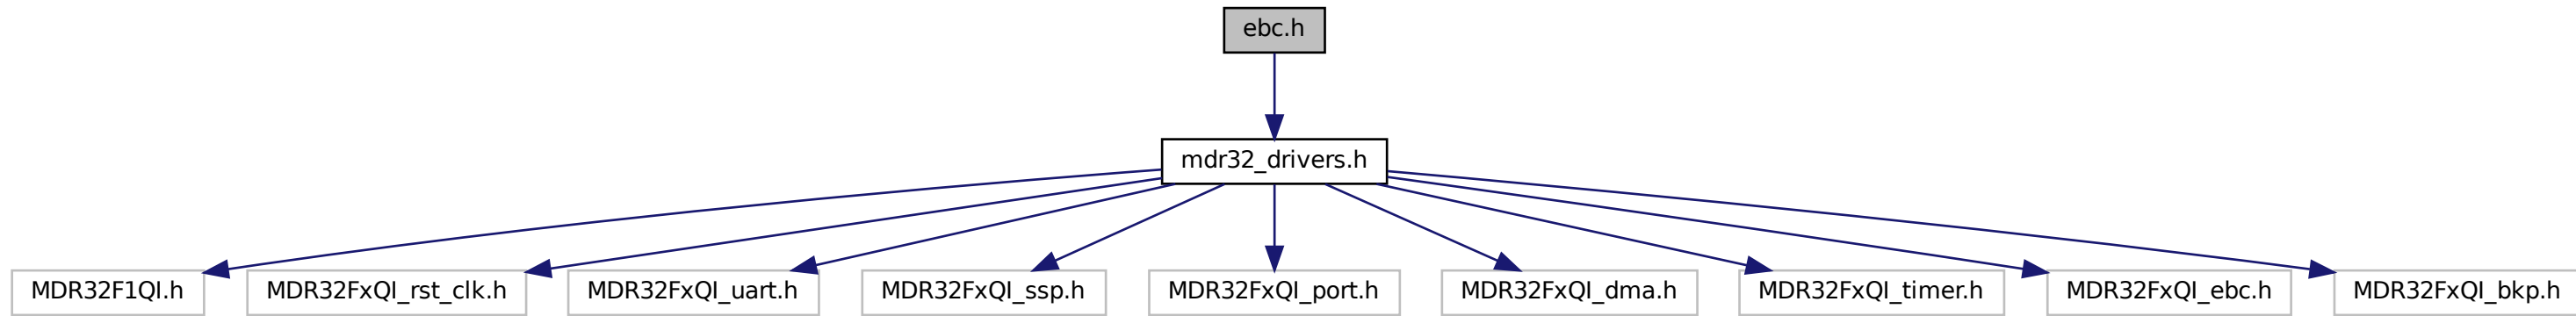 ebc.h
mdr32_drivers.h
MDR32F1QI.h
MDR32FxQI_rst_clk.h
MDR32FxQI_uart.h
MDR32FxQI_ssp.h
MDR32FxQI_port.h
MDR32FxQI_dma.h
MDR32FxQI_timer.h
MDR32FxQI_ebc.h
MDR32FxQI_bkp.h